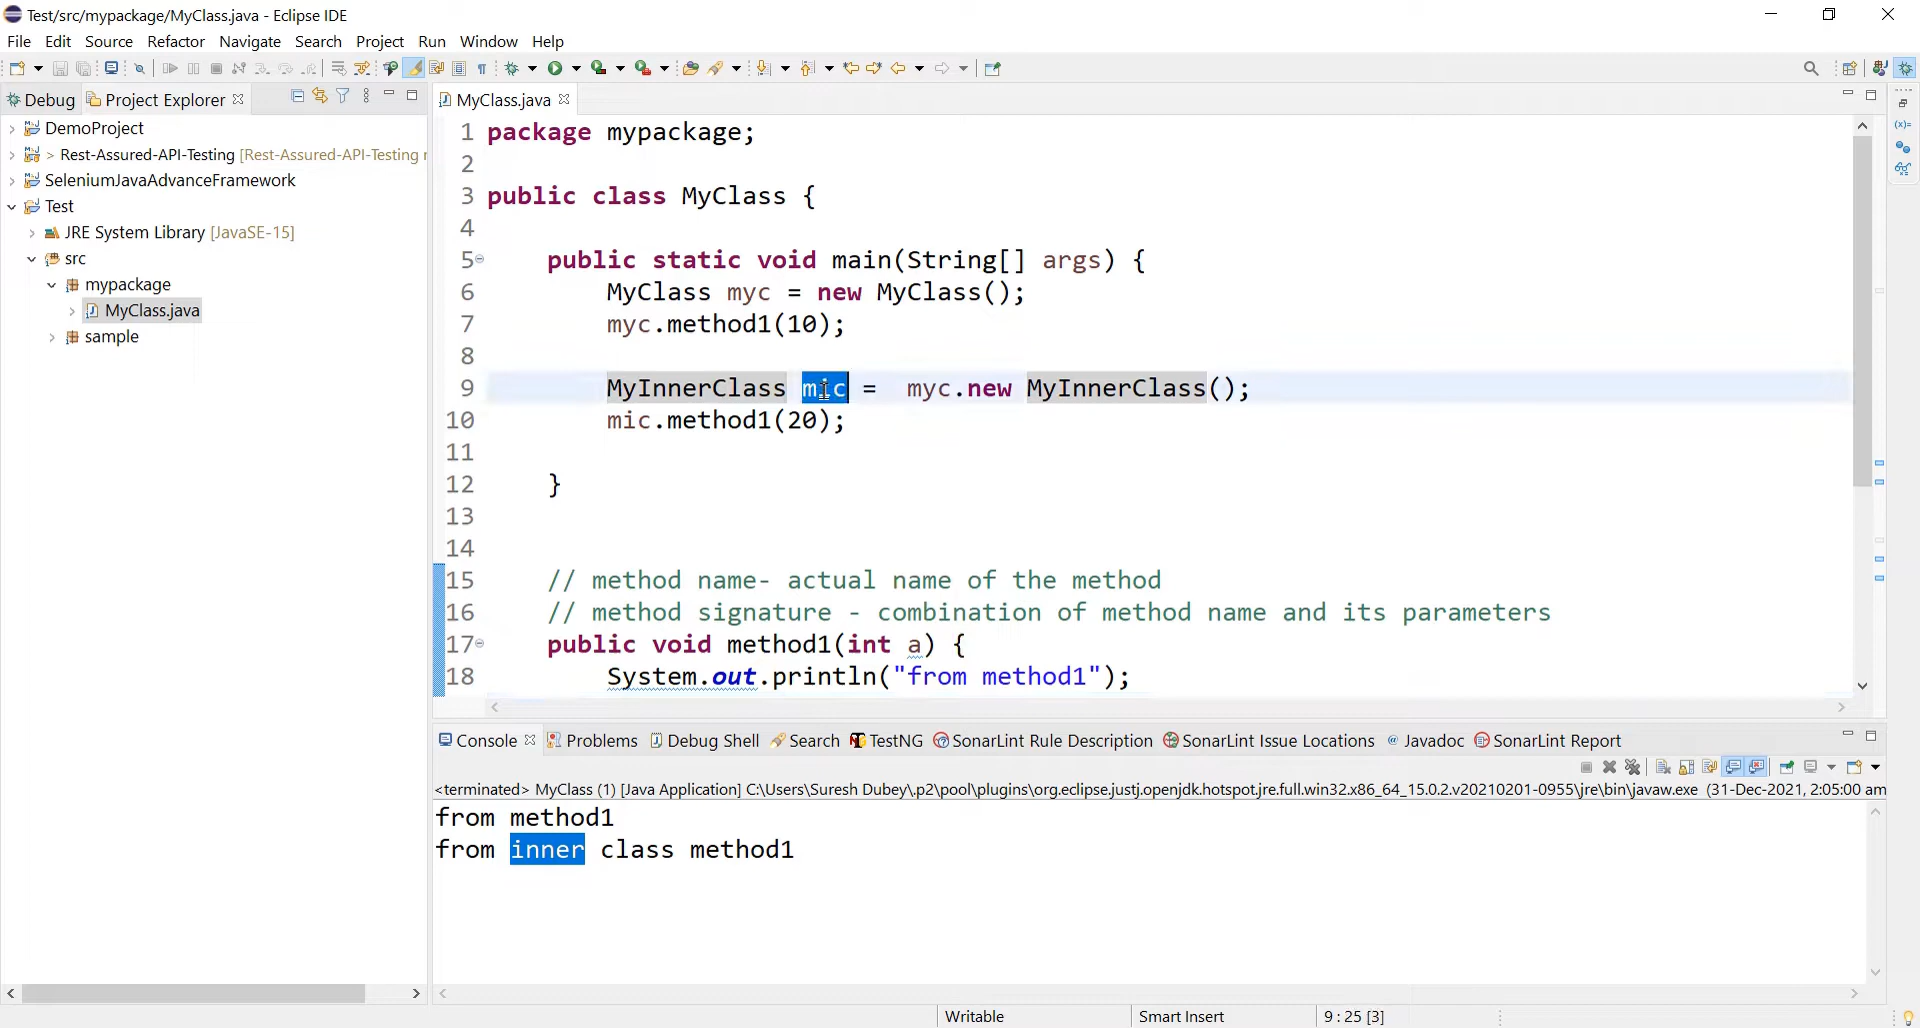 Test/src/mypackage/MyClass.java - Eclipse IDE
File Edit Source Refactor Navigate Search Project Run Window Help
Debug Project Explorer MyClass.java
DemoProject
> Rest-Assured-API-Testing [Rest-Assured-API-Testing r
SeleniumJavaAdvanceFramework
Test
JRE System Library [JavaSE-15]
src
mypackage
MyClass.java
sample
1 package mypackage;
2
3 public class MyClass {
4
5 public static void main(String[] args) {
6 MyClass myc = new MyClass();
7 myc.method1(10);
8
9 MyInnerClass mic = myc.new MyInnerClass();
10 mic.method1(20);
11
12 }
13
14
15 // method name- actual name of the method
16 // method signature - combination of method name and its parameters
17 public void method1(int a) {
18 System.out.println("from method1");
Console Problems Debug Shell Search TestNG SonarLint Rule Description SonarLint Issue Locations Javadoc SonarLint Report
<terminated> MyClass (1) [Java Application] C:\Users\Suresh Dubey\.p2\pool\plugins\org.eclipse.justj.openjdk.hotspot.jre.full.win32.x86_64_15.0.2.v20210201-0955\jre\bin\javaw.exe (31-Dec-2021, 2:05:00 am
from method1
from inner class method1
Writable Smart Insert 9 : 25 [3]